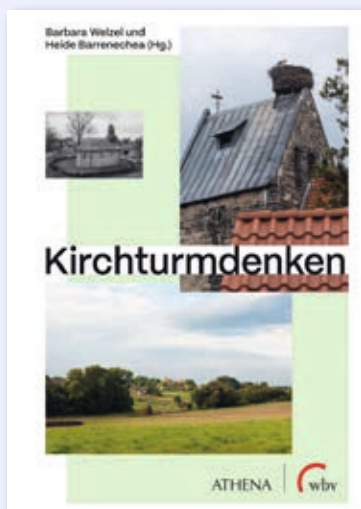 Barbara Welzel und
Heide Barrenechea (Hg.)
Kirchturmdenken
ATHENA
wbv